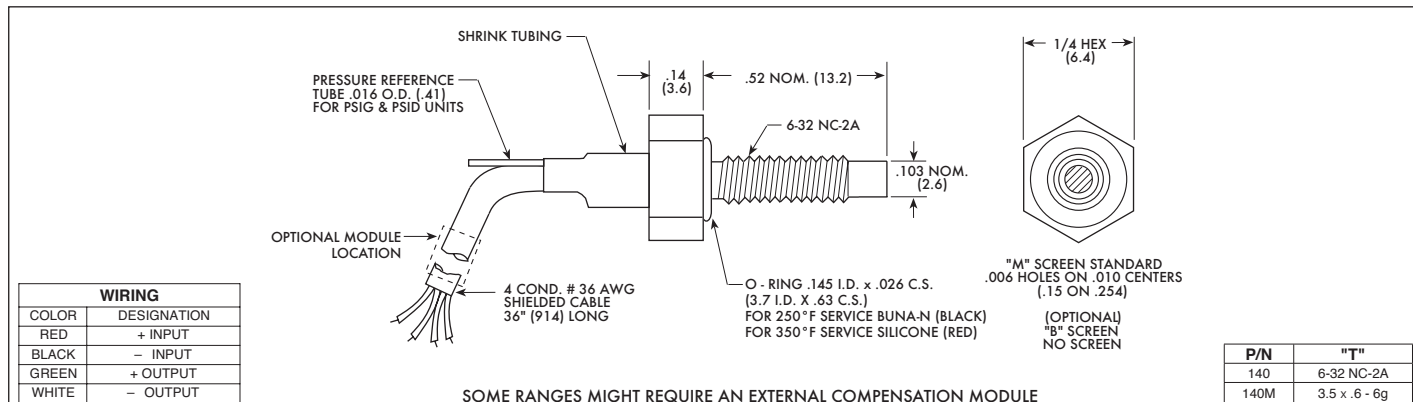 SHRINK TUBING
PRESSURE REFERENCE
TUBE .016 O.D. (.41)
FOR PSIG & PSID UNITS
.14
(3.6)
.52 NOM. (13.2)
1/4 HEX
(6.4)
6-32 NC-2A
.103 NOM.
(2.6)
OPTIONAL MODULE
LOCATION
4 COND. # 36 AWG
SHIELDED CABLE
36" (914) LONG
O - RING .145 I.D. x .026 C.S.
(3.7 I.D. X .63 C.S.)
FOR 250°F SERVICE BUNA-N (BLACK)
FOR 350°F SERVICE SILICONE (RED)
"M" SCREEN STANDARD
.006 HOLES ON .010 CENTERS
(.15 ON .254)
(OPTIONAL)
"B" SCREEN
NO SCREEN
WIRING
COLOR DESIGNATION
RED + INPUT
BLACK – INPUT
GREEN + OUTPUT
WHITE – OUTPUT
SOME RANGES MIGHT REQUIRE AN EXTERNAL COMPENSATION MODULE
P/N "T"
140 6-32 NC-2A
140M 3.5 x .6 - 6g